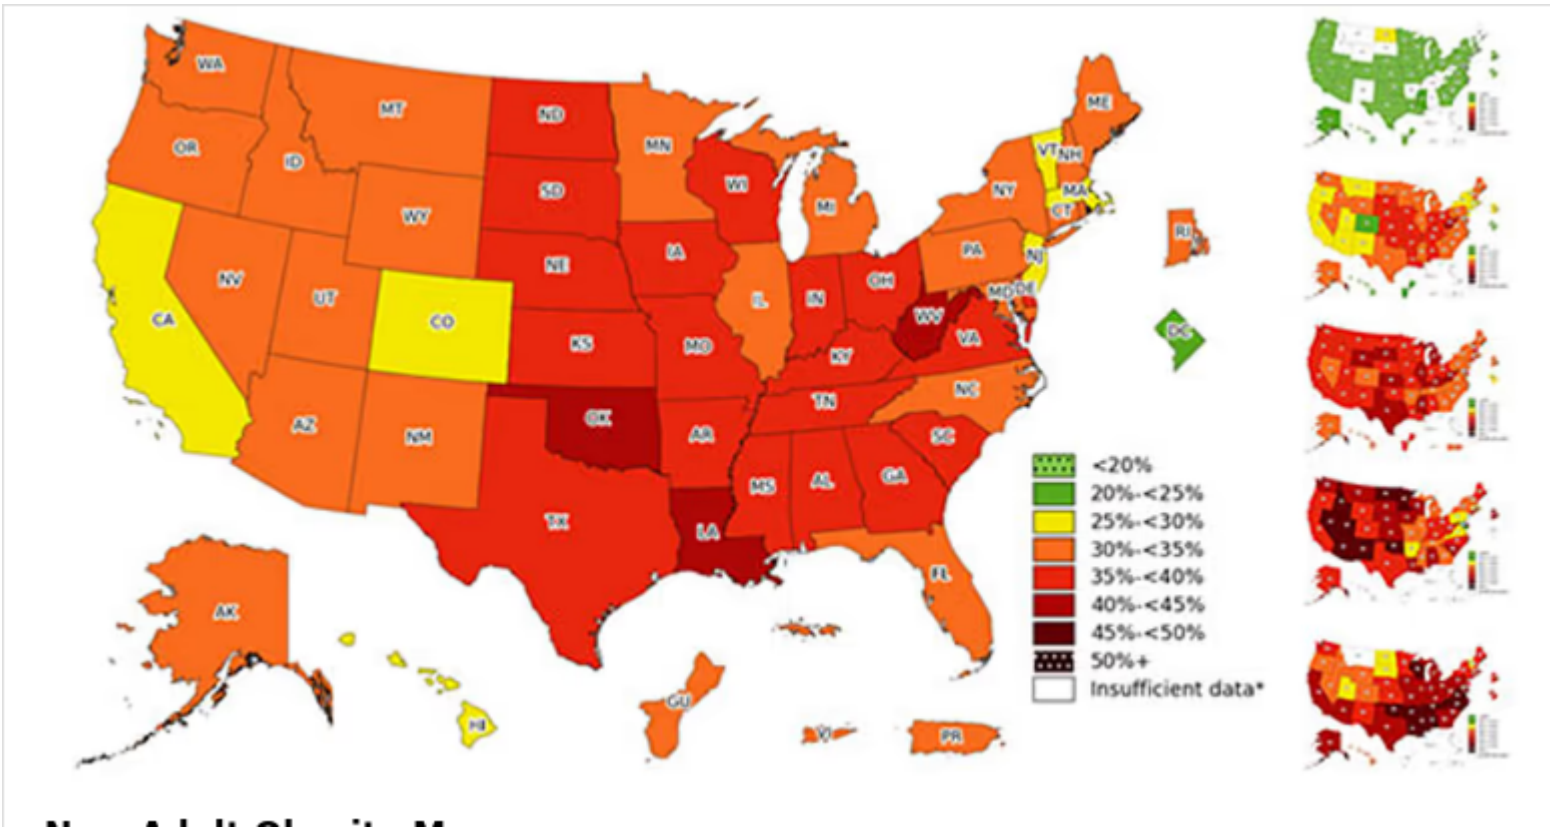 WA
MT
ND
ME
OR
ID
MN
VT
NH
SD
WI
NY
MA
WY
MI
CT
RI
IA
PA
NJ
NE
NV
UT
OH
MD
DE
CA
CO
IL
IN
WV
DC
VA
KS
MO
KY
NC
AZ
NM
OK
AR
TN
SC
MS
AL
GA
TX
LA
FL
<20%
20%-<25%
25%-<30%
30%-<35%
35%-<40%
40%-<45%
45%-<50%
50%+
Insufficient data*
AK
HI
GU
VI
PR